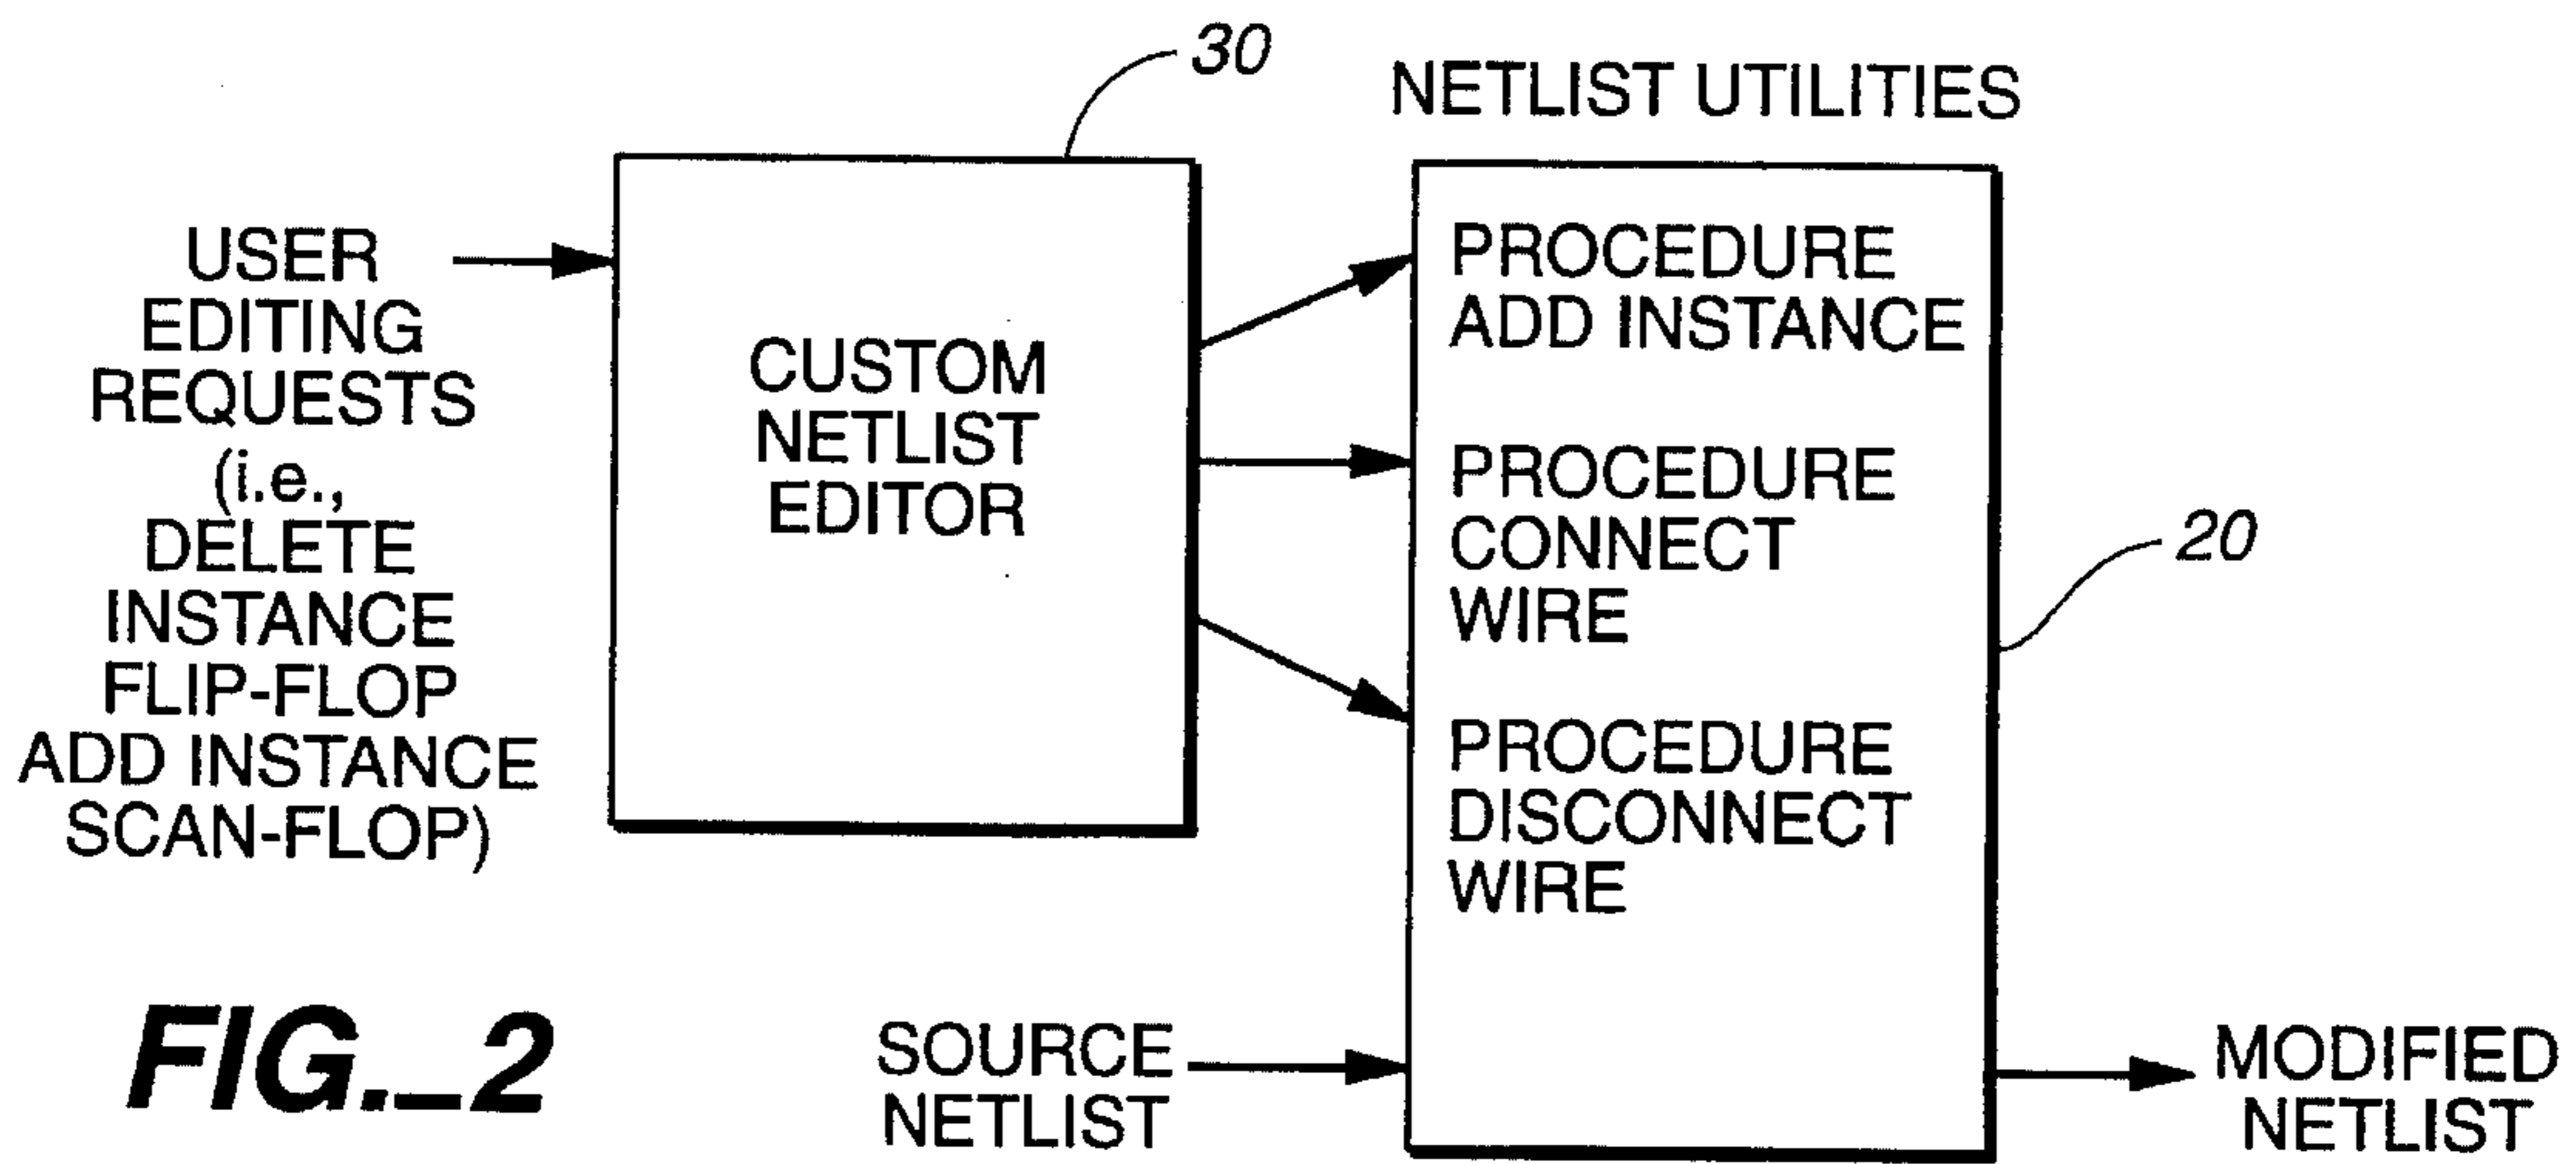 30
NETLIST UTILITIES
USER
EDITING
REQUESTS
(i.e.,
DELETE
INSTANCE
FLIP-FLOP
ADD INSTANCE
SCAN-FLOP)
CUSTOM
NETLIST
EDITOR
PROCEDURE
ADD INSTANCE
PROCEDURE
CONNECT
WIRE
PROCEDURE
DISCONNECT
WIRE
20
SOURCE
NETLIST
MODIFIED
NETLIST
FIG._2